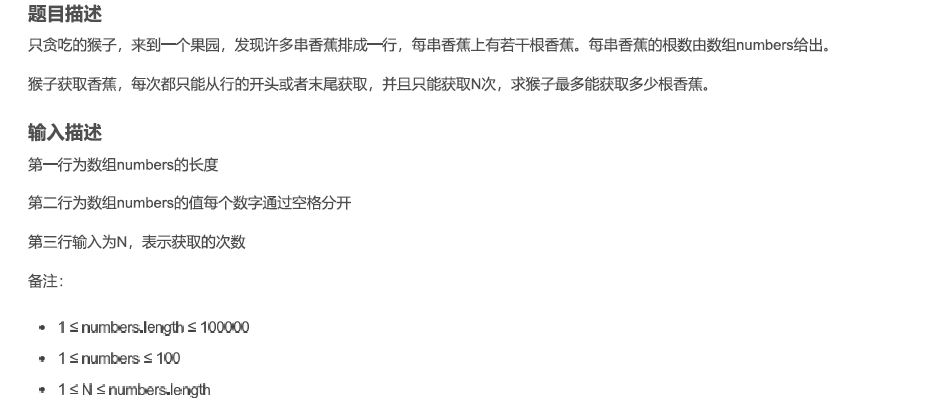 题目描述
只贪吃的猴子，来到一个果园，发现许多串香蕉排成一行，每串香蕉上有若干根香蕉。每串香蕉的根数由数组numbers给出。
猴子获取香蕉，每次都只能从行的开头或者末尾获取，并且只能获取N次，求猴子最多能获取多少根香蕉。
输入描述
第一行为数组numbers的长度
第二行为数组numbers的值每个数字通过空格分开
第三行输入为N，表示获取的次数
备注：
• 1 ≤ numbers.length ≤ 100000
• 1 ≤ numbers ≤ 100
• 1 ≤ N ≤ numbers.length